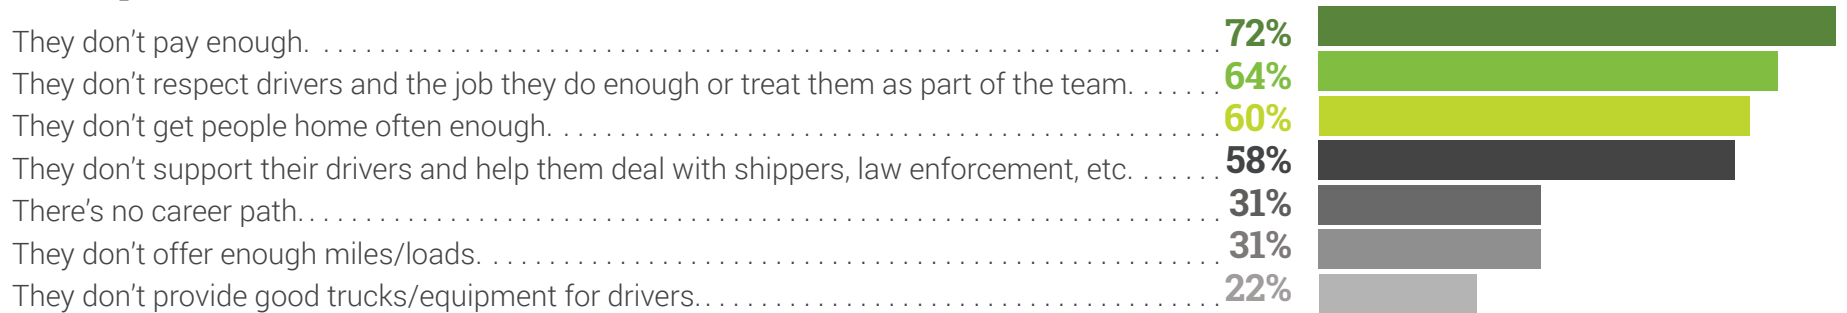 They don't pay enough. 72%
They don't respect drivers and the job they do enough or treat them as part of the team. 64%
They don't get people home often enough. 60%
They don't support their drivers and help them deal with shippers, law enforcement, etc. 58%
There's no career path. 31%
They don't offer enough miles/loads. 31%
They don't provide good trucks/equipment for drivers. 22%